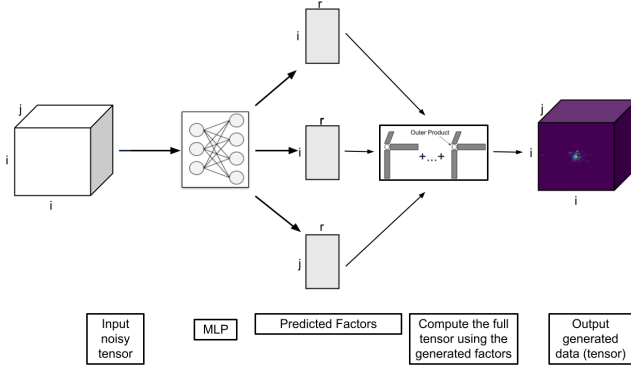 r
i
j
i
i
r
i
r
j
Outer Product
+...+
j
i
i
Input
noisy
tensor
MLP
Predicted Factors
Compute the full
tensor using the
generated factors
Output
generated
data (tensor)